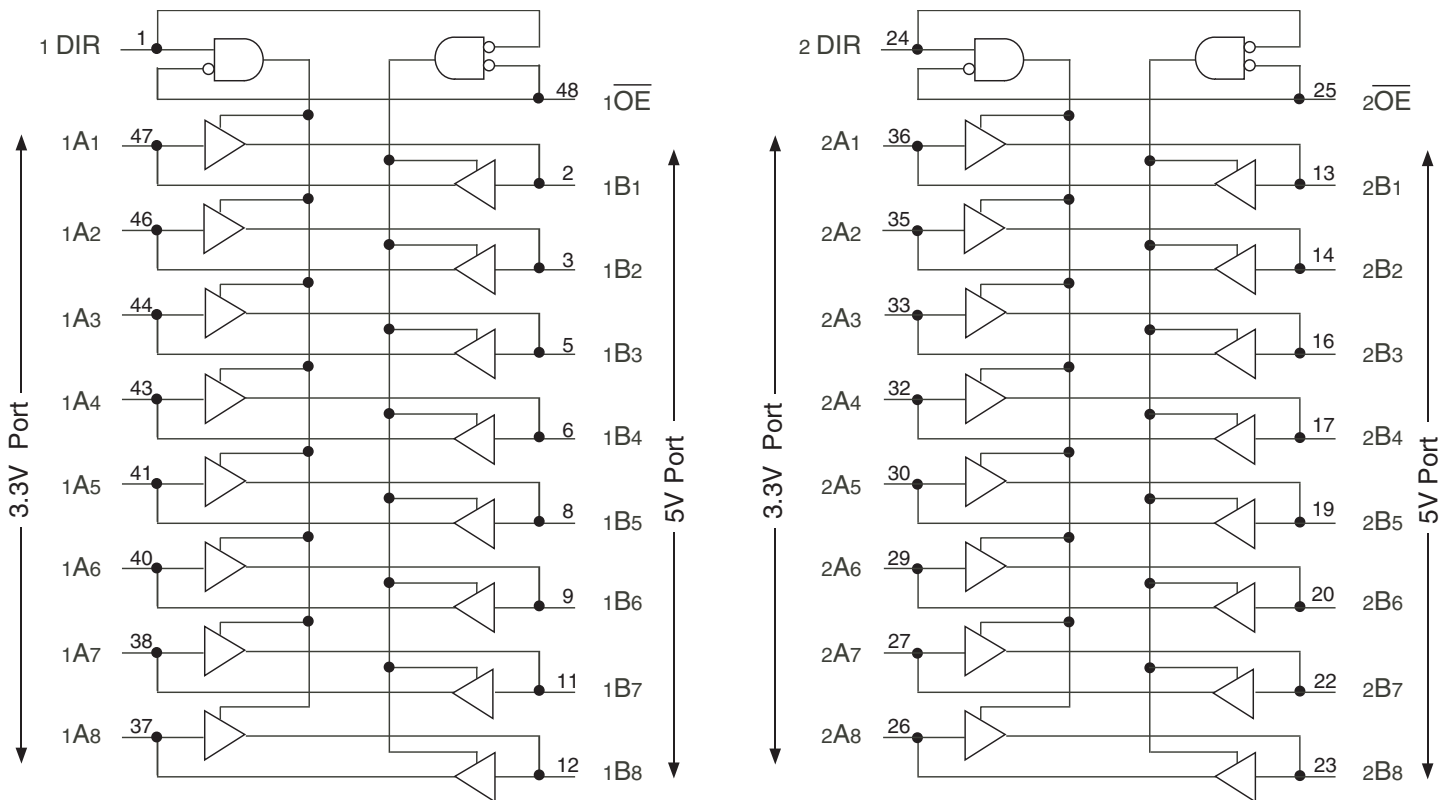 1 DIR 1
48 1OE
1A1 47
2 1B1
1A2 46
3 1B2
1A3 44
5 1B3
1A4 43
6 1B4
1A5 41
8 1B5
1A6 40
9 1B6
1A7 38
11 1B7
1A8 37
12 1B8
3.3V Port
5V Port
2 DIR 24
25 2OE
2A1 36
13 2B1
2A2 35
14 2B2
2A3 33
16 2B3
2A4 32
17 2B4
2A5 30
19 2B5
2A6 29
20 2B6
2A7 27
22 2B7
2A8 26
23 2B8
3.3V Port
5V Port